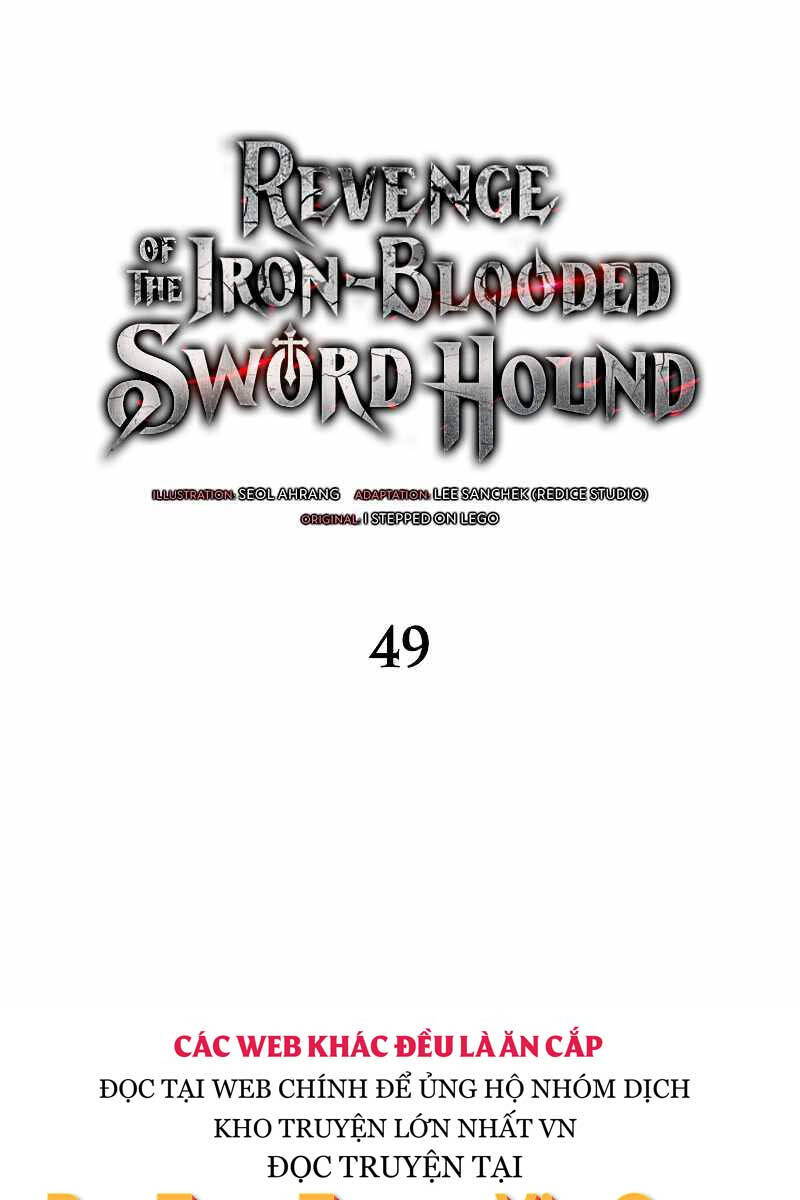 REVENGE
OF THE IRON-BLOODED
SWORD HOUND
ILLUSTRATION: SEOL AHRANG ADAPTATION: LEE SANCHEK (REDICE STUDIO)
ORIGINAL: I STEPPED ON LEGO
49
CÁC WEB KHÁC ĐỀU LÀ ĂN CẮP
ĐỌC TẠI WEB CHÍNH ĐỂ ỦNG HỘ NHÓM DỊCH
KHO TRUYỆN LỚN NHẤT VN
ĐỌC TRUYỆN TẠI